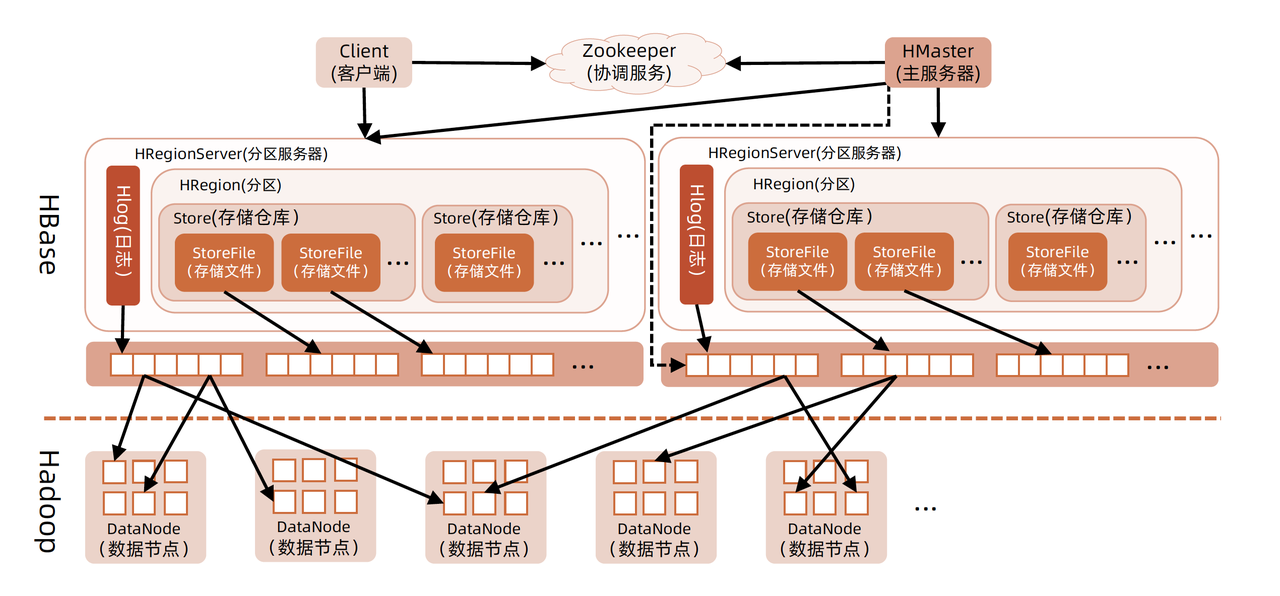 Client
(客户端)
Zookeeper
(协调服务)
HMaster
(主服务器)
HBase
HRegionServer(分区服务器)
Hlog(日志)
HRegion(分区)
Store(存储仓库)
StoreFile
(存储文件)
StoreFile
(存储文件)
...
Store(存储仓库)
StoreFile
(存储文件)
...
...
...
...
HRegionServer(分区服务器)
Hlog(日志)
HRegion(分区)
Store(存储仓库)
StoreFile
(存储文件)
StoreFile
(存储文件)
...
Store(存储仓库)
StoreFile
(存储文件)
...
...
...
...
Hadoop
DataNode
(数据节点)
DataNode
(数据节点)
DataNode
(数据节点)
DataNode
(数据节点)
DataNode
(数据节点)
...